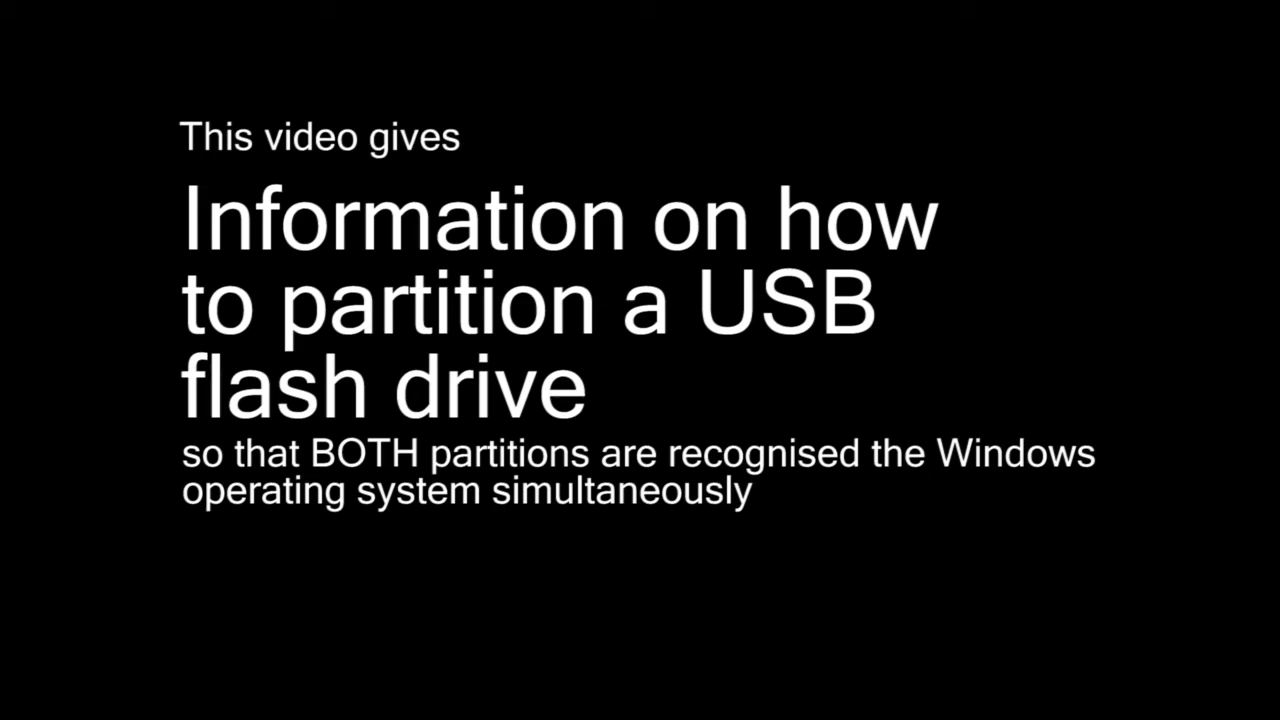 This video gives
Information on how
to partition a USB
flash drive
so that BOTH partitions are recognised the Windows
operating system simultaneously